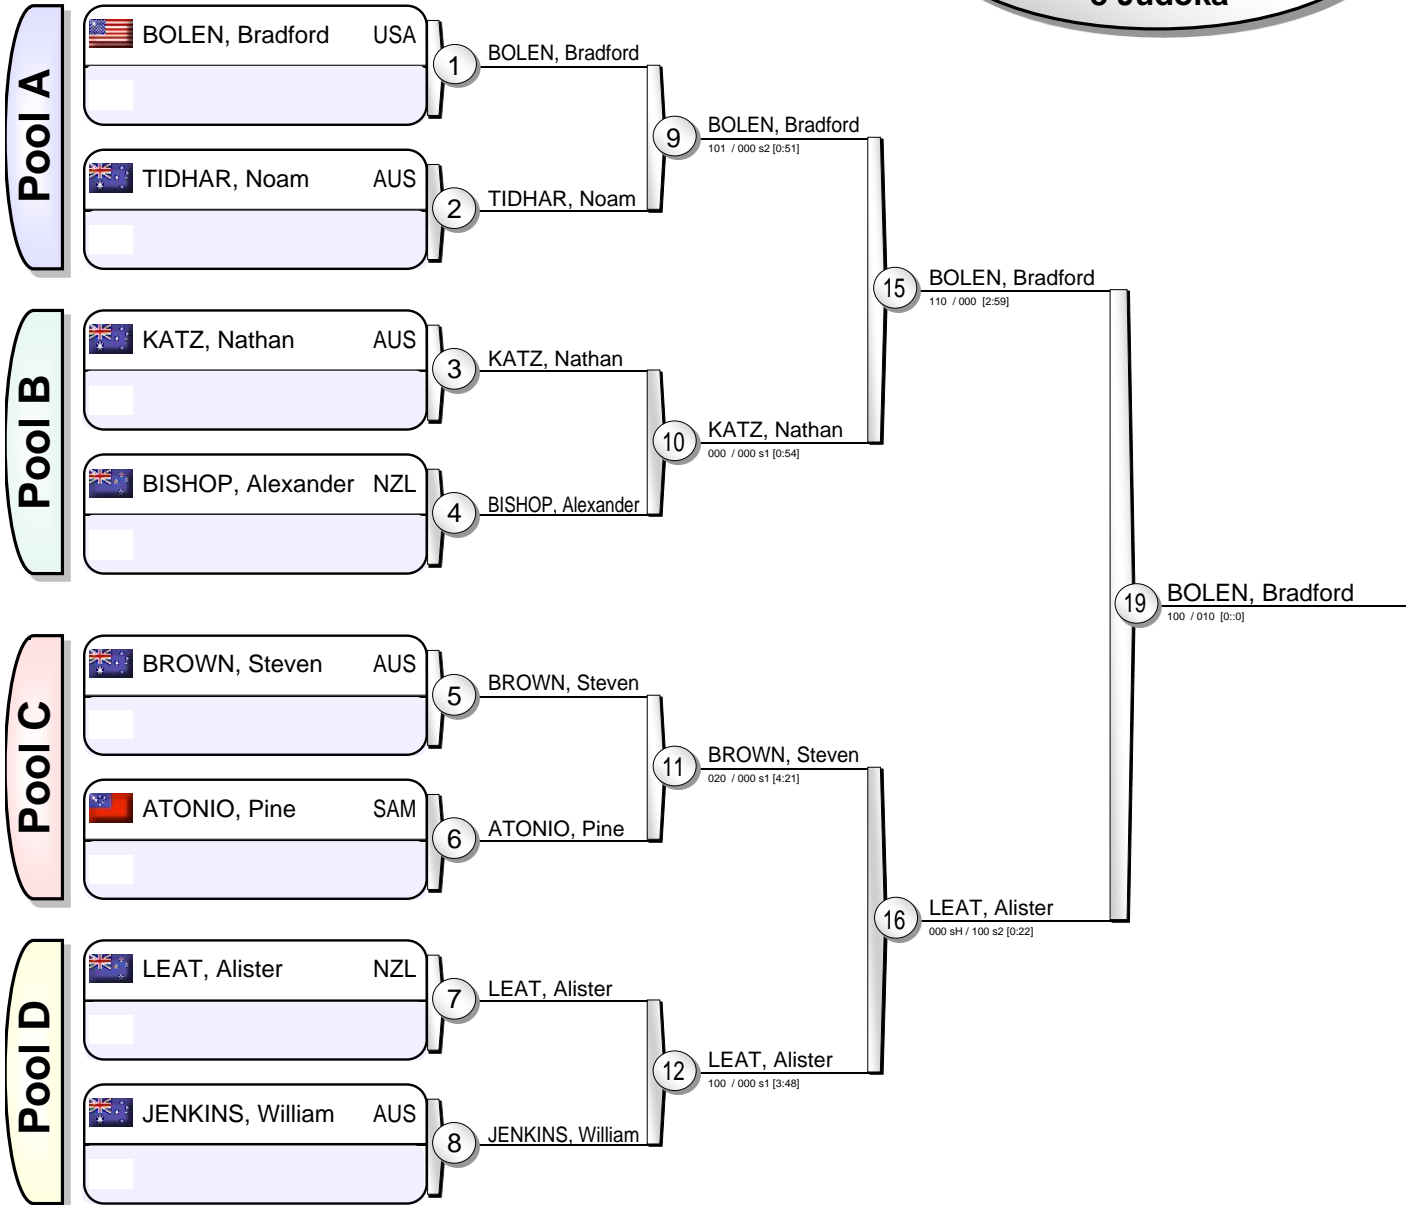 Judoka
Pool A
BOLEN, Bradford USA
1
BOLEN, Bradford
TIDHAR, Noam AUS
2
TIDHAR, Noam
9
BOLEN, Bradford
101 / 000 s2 [0:51]
Pool B
KATZ, Nathan AUS
3
KATZ, Nathan
BISHOP, Alexander NZL
4
BISHOP, Alexander
10
KATZ, Nathan
000 / 000 s1 [0:54]
15
BOLEN, Bradford
110 / 000 [2:59]
Pool C
BROWN, Steven AUS
5
BROWN, Steven
ATONIO, Pine SAM
6
ATONIO, Pine
11
BROWN, Steven
020 / 000 s1 [4:21]
Pool D
LEAT, Alister NZL
7
LEAT, Alister
JENKINS, William AUS
8
JENKINS, William
12
LEAT, Alister
100 / 000 s1 [3:48]
16
LEAT, Alister
000 sH / 100 s2 [0:22]
19
BOLEN, Bradford
100 / 010 [0::0]